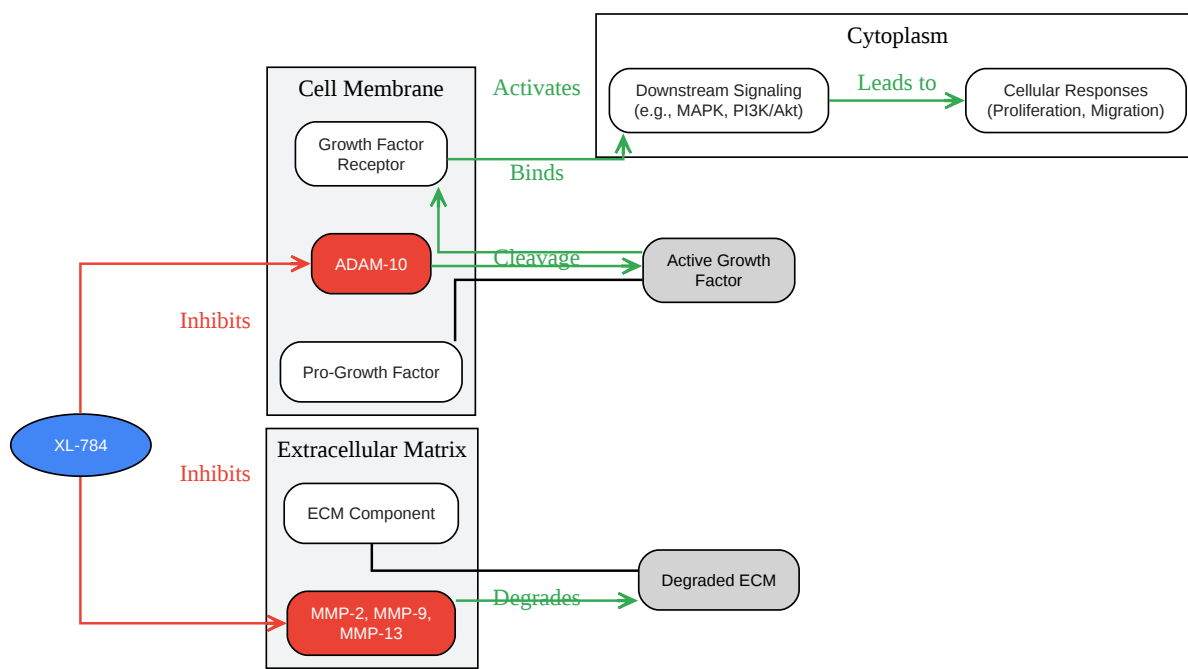 Cytoplasm
Cell Membrane
Activates
Downstream Signaling
(e.g., MAPK, PI3K/Akt)
Leads to
Cellular Responses
(Proliferation, Migration)
Growth Factor
Receptor
Binds
ADAM-10
Cleavage
Active Growth
Factor
Inhibits
Pro-Growth Factor
XL-784
Extracellular Matrix
Inhibits
ECM Component
Degraded ECM
Degrades
MMP-2, MMP-9,
MMP-13